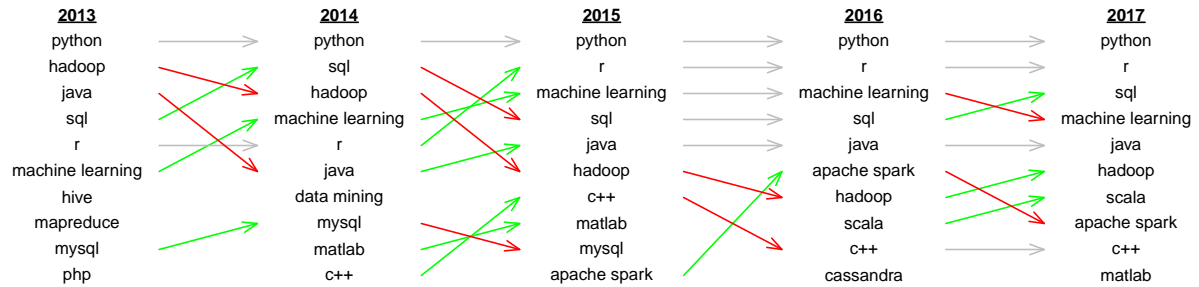 2013 2014 2015 2016 2017
python python python python python
hadoop sql r r r
java hadoop machine learning machine learning sql
sql machine learning sql sql machine learning
r r java java java
machine learning java hadoop apache spark hadoop
hive data mining c++ hadoop scala
mapreduce mysql matlab scala apache spark
mysql matlab mysql c++ c++
php c++ apache spark cassandra matlab